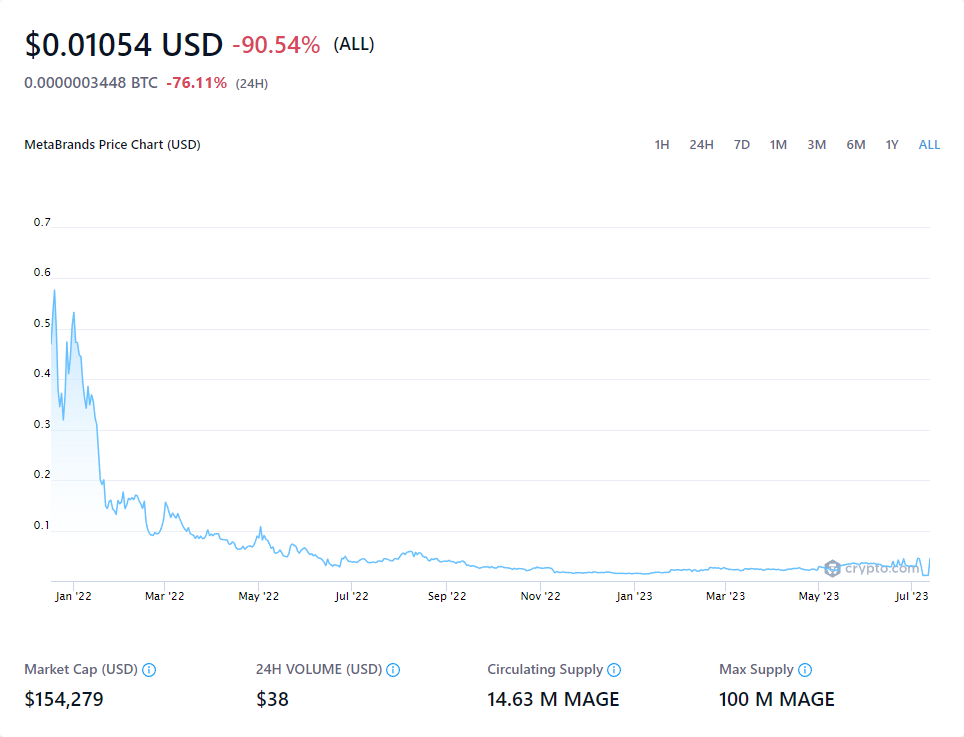 $0.01054 USD -90.54% (ALL)
0.0000003448 BTC -76.11% (24H)
MetaBrands Price Chart (USD) 1H 24H 7D 1M 3M 6M 1Y ALL
0.7
0.6
0.5
0.4
0.3
0.2
0.1
crypto.com
Jan '22 Mar '22 May '22 Jul '22 Sep '22 Nov '22 Jan '23 Mar '23 May '23 Jul '23
Market Cap (USD) 24H VOLUME (USD) Circulating Supply Max Supply
$154,279 $38 14.63 M MAGE 100 M MAGE